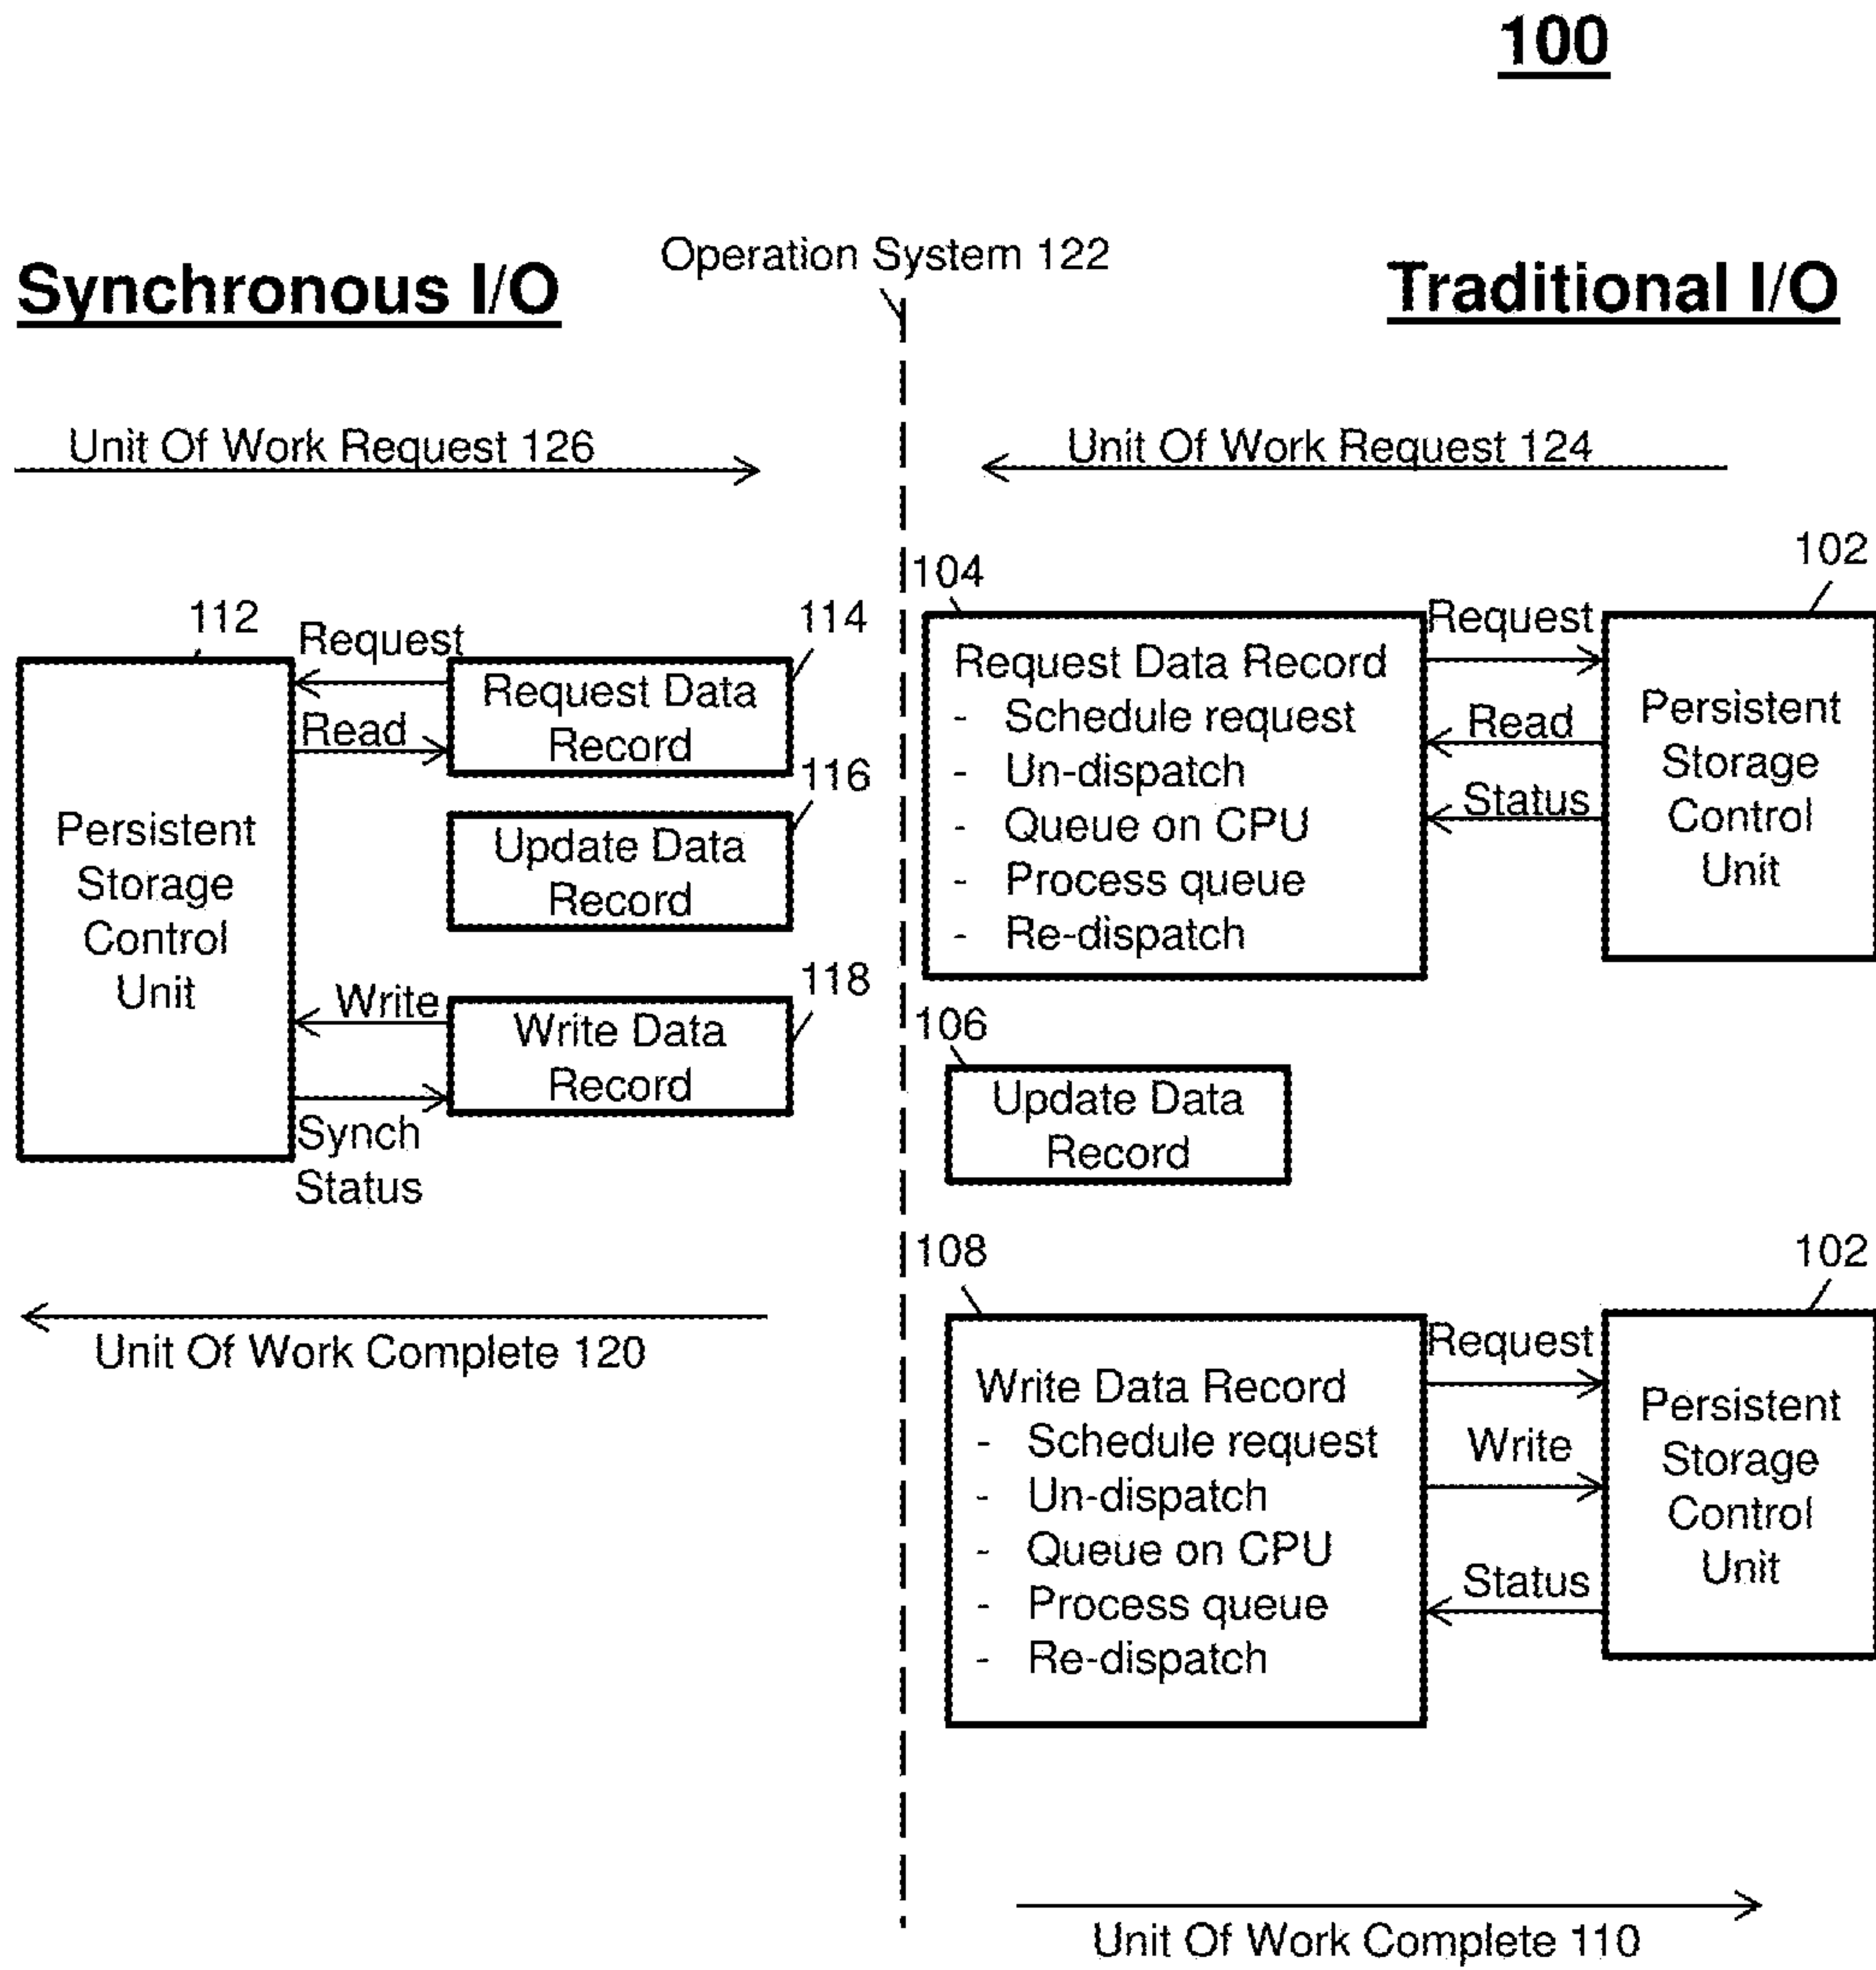 100
Operation System 122
Synchronous I/O
Traditional I/O
Unit Of Work Request 126
Unit Of Work Request 124
112
Request
Read
114
Request Data
Record
116
Update Data
Record
Persistent
Storage
Control
Unit
118
Write
Write Data
Record
Synch
Status
Unit Of Work Complete 120
104
Request Data Record
- Schedule request
- Un-dispatch
- Queue on CPU
- Process queue
- Re-dispatch
Request
Read
Status
102
Persistent
Storage
Control
Unit
106
Update Data
Record
108
Write Data Record
- Schedule request
- Un-dispatch
- Queue on CPU
- Process queue
- Re-dispatch
Request
Write
Status
102
Persistent
Storage
Control
Unit
Unit Of Work Complete 110